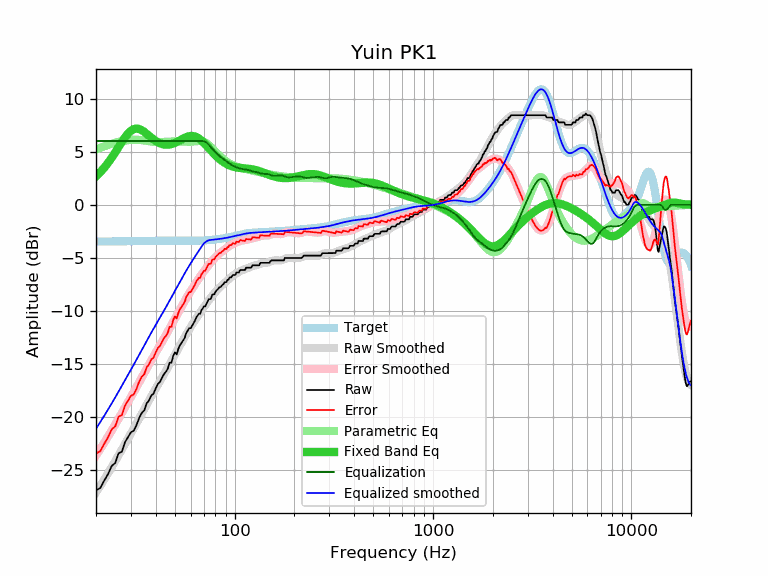 Yuin PK1
10
5
0
−5
−10
−15
−20
−25
Amplitude (dBr)
Target
Raw Smoothed
Error Smoothed
Raw
Error
Parametric Eq
Fixed Band Eq
Equalization
Equalized smoothed
100
1000
10000
Frequency (Hz)